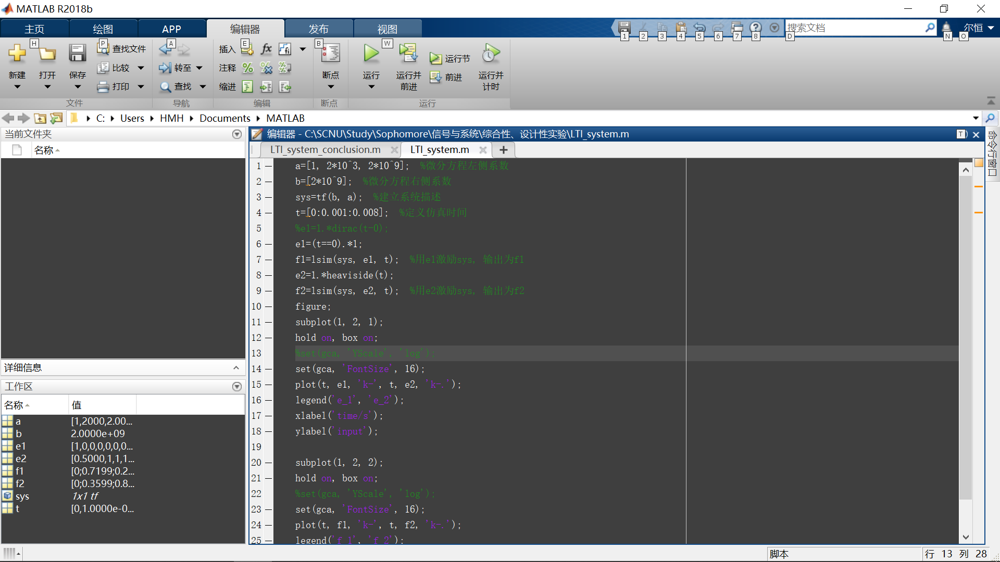 MATLAB R2018b
主页 绘图 APP 编辑器 发布 视图
搜索文档
尔恒
H P A E B W 1 2 3 4 5 6 7 8 D N O
新建 打开 保存 查找文件 比较 打印
转至 查找
插入 fx fi
注释
缩进
断点
运行 运行并前进 运行节 前进 运行并计时
文件 导航 编辑 断点 运行
C: Users HMH Documents MATLAB
当前文件夹
名称
详细信息
工作区
名称 值
a [1,2000,2.00...
b 2.0000e+09
e1 [1,0,0,0,0,0,0...
e2 [0.5000,1,1,1...
f1 [0;0.7199;0.2...
f2 [0;0.3599;0.8...
sys 1x1 tf
t [0,1.0000e-0...
编辑器 - C:\SCNU\Study\Sophomore\信号与系统\综合性、设计性实验\LTI_system.m
T
LTI_system_conclusion.m LTI_system.m +
1 a=[1, 2*10^3, 2*10^9]; %微分方程左侧系数
2 b=[2*10^9]; %微分方程右侧系数
3 sys=tf(b, a); %建立系统描述
4 t=[0:0.001:0.008]; %定义仿真时间
5 %e1=1.*dirac(t-0);
6 e1=(t==0).*1;
7 f1=lsim(sys, e1, t); %用e1激励sys, 输出为f1
8 e2=1.*heaviside(t);
9 f2=lsim(sys, e2, t); %用e2激励sys, 输出为f2
10 figure;
11 subplot(1, 2, 1);
12 hold on, box on;
13 %set(gca, 'YScale', 'log');
14 set(gca, 'FontSize', 16);
15 plot(t, e1, 'k-', t, e2, 'k-.');
16 legend('e_1', 'e_2');
17 xlabel('time/s');
18 ylabel('input');
19
20 subplot(1, 2, 2);
21 hold on, box on;
22 %set(gca, 'YScale', 'log');
23 set(gca, 'FontSize', 16);
24 plot(t, f1, 'k-', t, f2, 'k-.');
25 legend('f_1', 'f_2');
命令行窗口
脚本
行 13 列 28